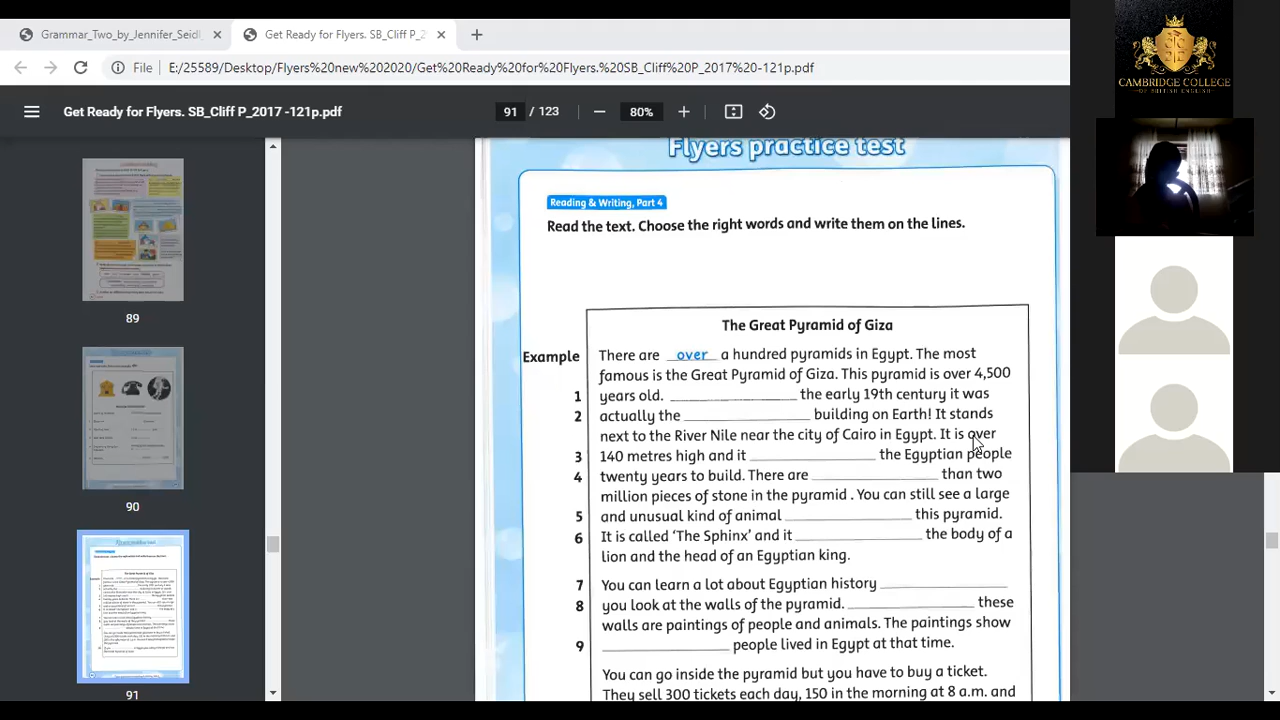 Grammar_Two_by_Jennifer_Seidl
Get Ready for Flyers. SB_Cliff P_2
File
E:/25589/Desktop/Flyers%20new%202020/Get%20Ready%20for%20Flyers.%20SB_Cliff%20P_2017%20-121p.pdf
Get Ready for Flyers. SB_Cliff P_2017 -121p.pdf
91 / 123
80%
CAMBRIDGE COLLEGE
OF BRITISH ENGLISH
89
90
91
Flyers practice test
Reading & Writing, Part 4
Read the text. Choose the right words and write them on the lines.
The Great Pyramid of Giza
Example There are over a hundred pyramids in Egypt. The most
famous is the Great Pyramid of Giza. This pyramid is over 4,500
1 years old. ______ the early 19th century it was
2 actually the ______ building on Earth! It stands
next to the River Nile near the city of Cairo in Egypt. It is over
3 140 metres high and it ______ the Egyptian people
4 twenty years to build. There are ______ than two
million pieces of stone in the pyramid . You can still see a large
5 and unusual kind of animal ______ this pyramid.
6 It is called ‘The Sphinx’ and it ______ the body of a
lion and the head of an Egyptian king.
7 You can learn a lot about Egyptian history ______
8 you look at the walls of the pyramid. ______ these
walls are paintings of people and animals. The paintings show
9 ______ people lived in Egypt at that time.
You can go inside the pyramid but you have to buy a ticket.
They sell 300 tickets each day, 150 in the morning at 8 a.m. and